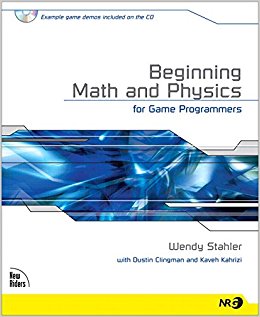 Example game demos included on the CD
Beginning
Math and Physics
for Game Programmers
Wendy Stahler
with Dustin Clingman and Kaveh Kahrizi
New
Riders
NRG